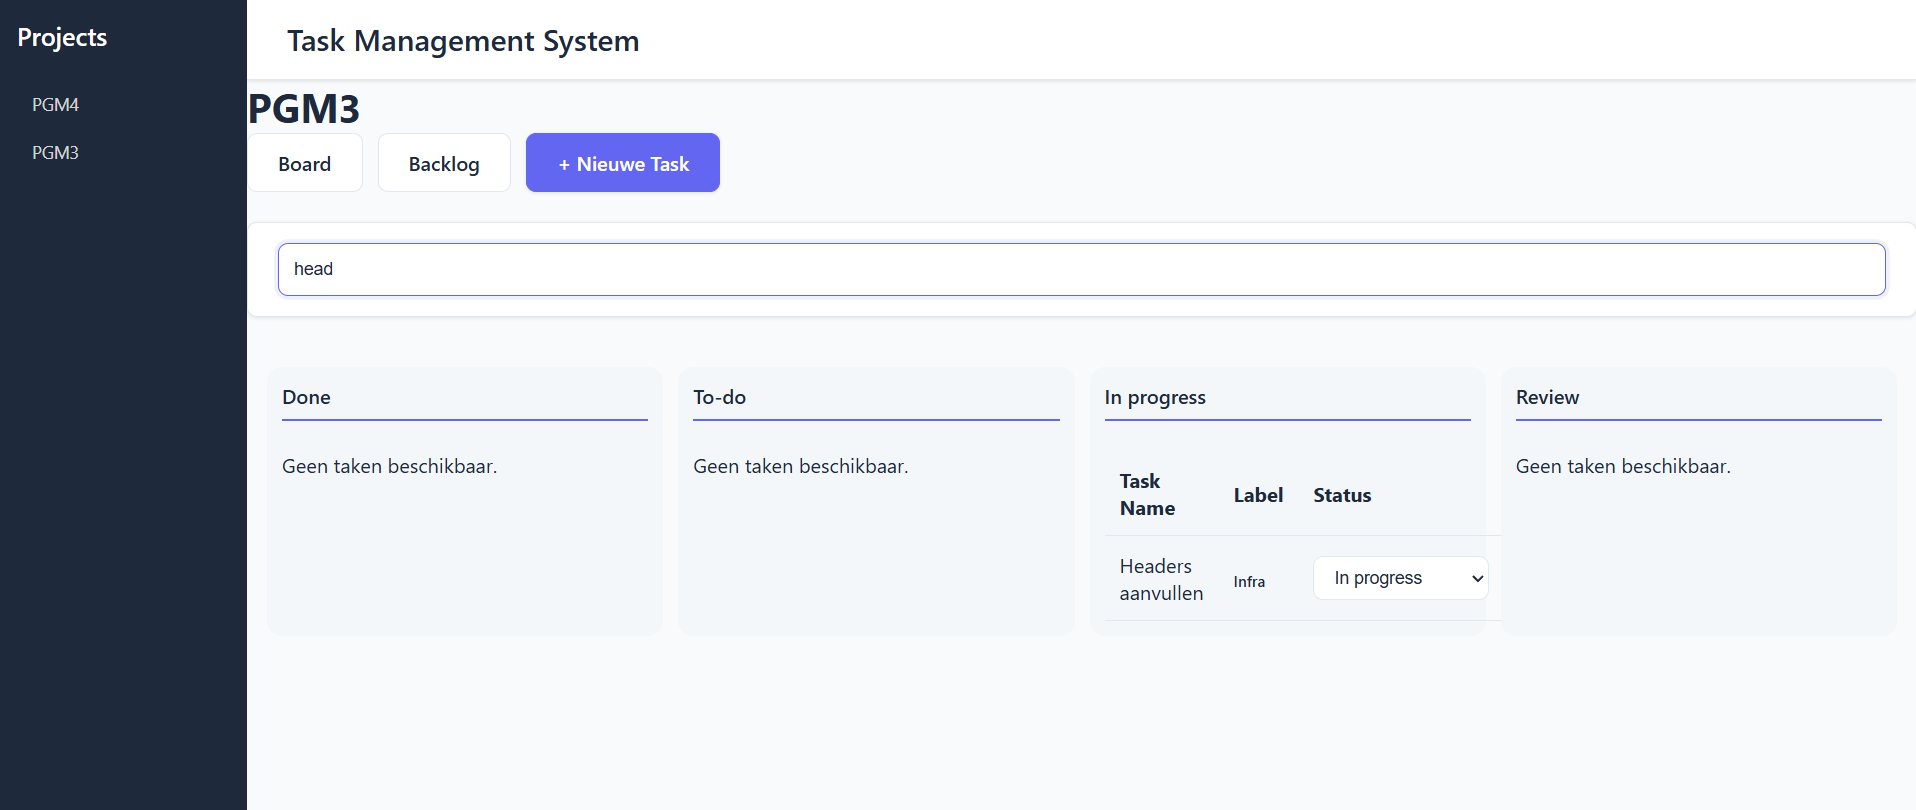 Projects
PGM4
PGM3
Task Management System
PGM3
Board
Backlog
+ Nieuwe Task
head
Done
Geen taken beschikbaar.
To-do
Geen taken beschikbaar.
In progress
Task Name
Label
Status
Headers aanvullen
Infra
In progress
Review
Geen taken beschikbaar.